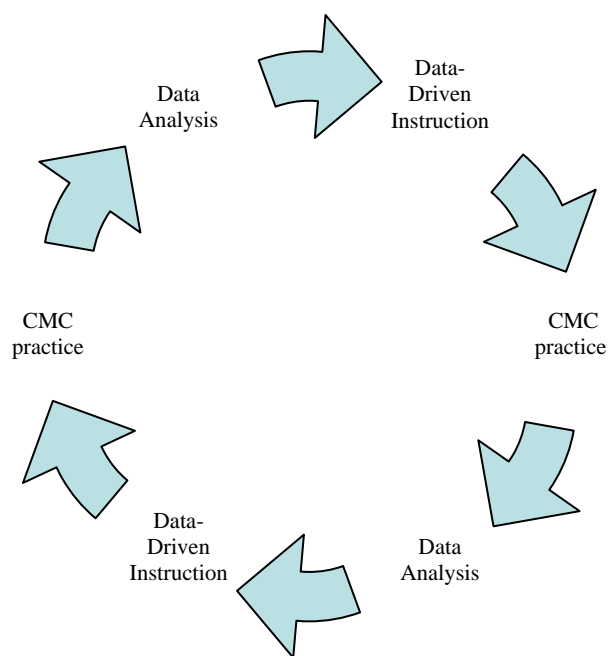 Data
Analysis
Data-
Driven
Instruction
CMC
practice
CMC
practice
Data-
Driven
Instruction
Data
Analysis